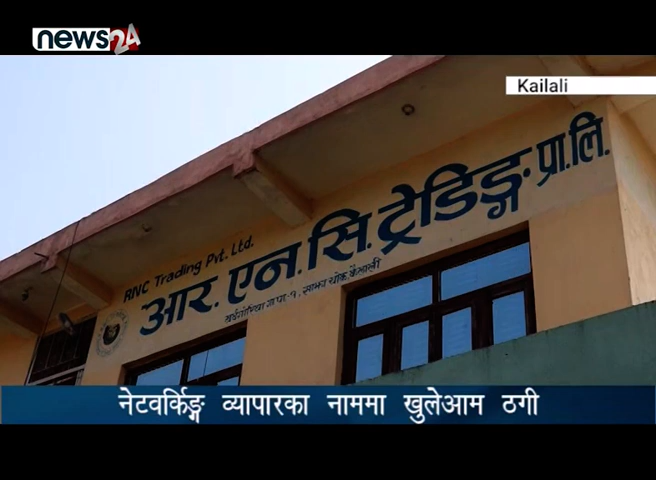 news24
Kailali
RNC Trading Pvt. Ltd.
आर. एन. सि. ट्रेडिङ्ग प्रा.लि.
कैलाली
नेटवर्किङ्ग व्यापारका नाममा खुलेआम ठगी